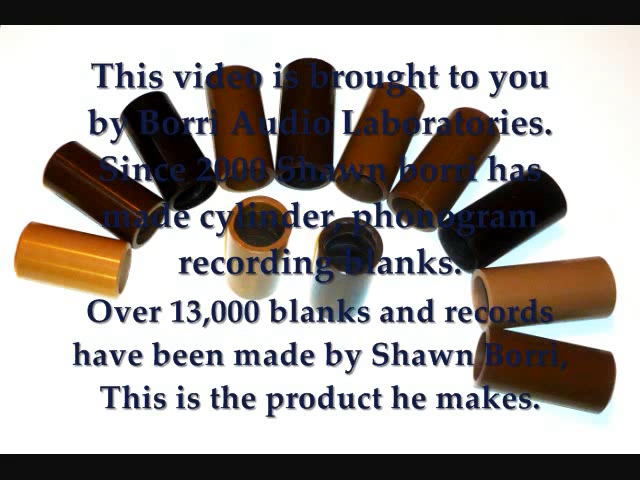 This video is brought to you
by Borri Audio Laboratories.
Since 2000 Shawn borri has
made cylinder, phonogram
recording blanks.
Over 13,000 blanks and records
have been made by Shawn Borri,
This is the product he makes.